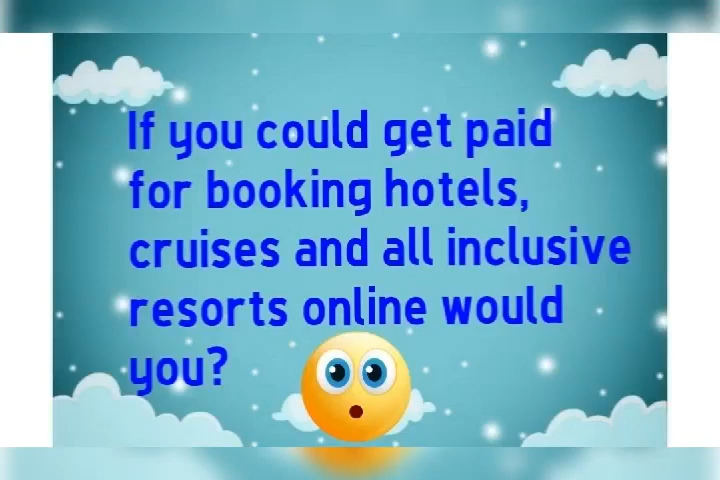 If you could get paid
for booking hotels,
cruises and all inclusive
resorts online would
you?